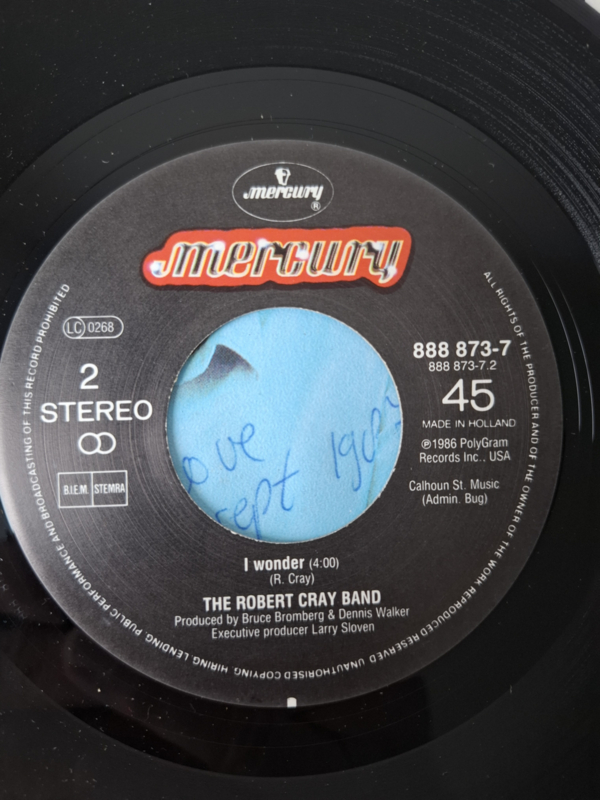 mercury
®
mercury
LC 0268
2
STEREO
B.I.E.M. STEMRA
888 873-7
888 873-7.2
45
MADE IN HOLLAND
℗1986 PolyGram
Records Inc., USA
Calhoun St. Music
(Admin. Bug)
ove
sept
I wonder (4:00)
(R. Cray)
THE ROBERT CRAY BAND
Produced by Bruce Bromberg & Dennis Walker
Executive producer Larry Sloven
ALL RIGHTS OF THE PRODUCER AND OF THE OWNER OF THE WORK REPRODUCED RESERVED UNAUTHORISED COPYING, HIRING, LENDING, PUBLIC PERFORMANCE AND BROADCASTING OF THIS RECORD PROHIBITED